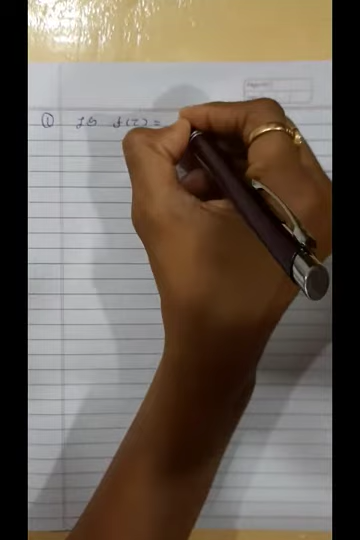 ① If f(z) =